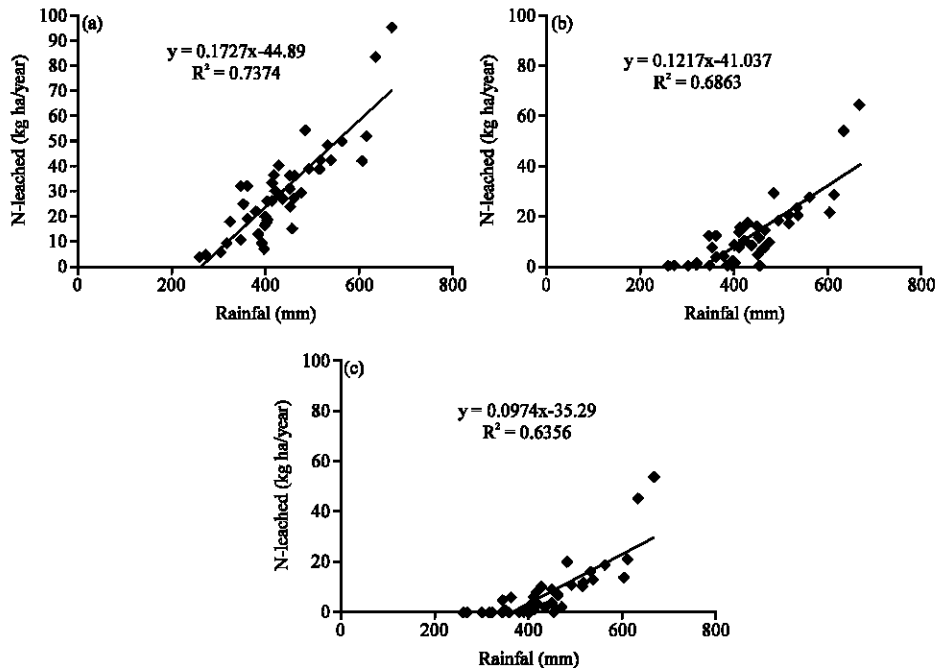 (a)
y = 0.1727x-44.89
R² = 0.7374
N-leached (kg ha/year)
100
90
80
70
60
50
40
30
20
10
0
0 200 400 600 800
Rainfal (mm)
(b)
y = 0.1217x-41.037
R² = 0.6863
N-leached (kg ha/year)
100
80
60
40
20
0
0 200 400 600 800
Rainfal (mm)
(c)
y = 0.0974x-35.29
R² = 0.6356
N-leached (kg ha/year)
100
80
60
40
20
0
0 200 400 600 800
Rainfal (mm)